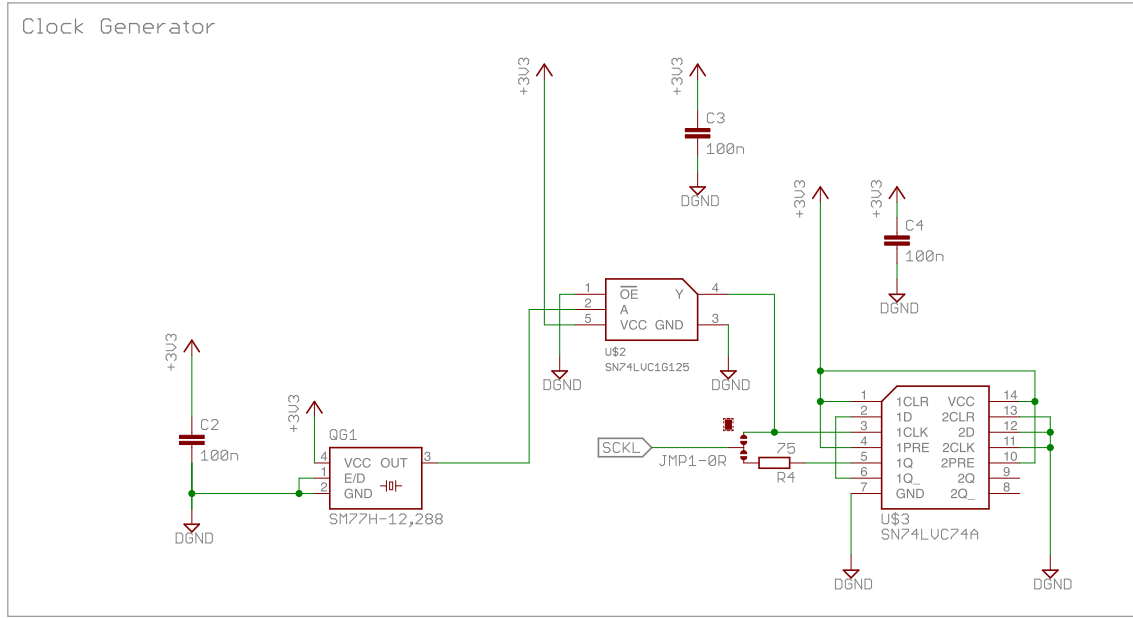 Clock Generator
+3V3
+3V3
C3
100n
DGND
+3V3
+3V3
C4
100n
DGND
1 OE Y 4
2 A
5 VCC GND 3
U$2
SN74LVC1G125
DGND
DGND
+3V3
C2
100n
DGND
+3V3
QG1
4 VCC OUT 3
1 E/D
2 GND
SM77H-12,288
SCKL
JMP1-0R
75
R4
1 1CLR VCC 14
2 1D 2CLR 13
3 1CLK 2D 12
4 1PRE 2CLK 11
5 1Q 2PRE 10
6 1Q_ 2Q 9
7 GND 2Q_ 8
U$3
SN74LVC74A
DGND
DGND